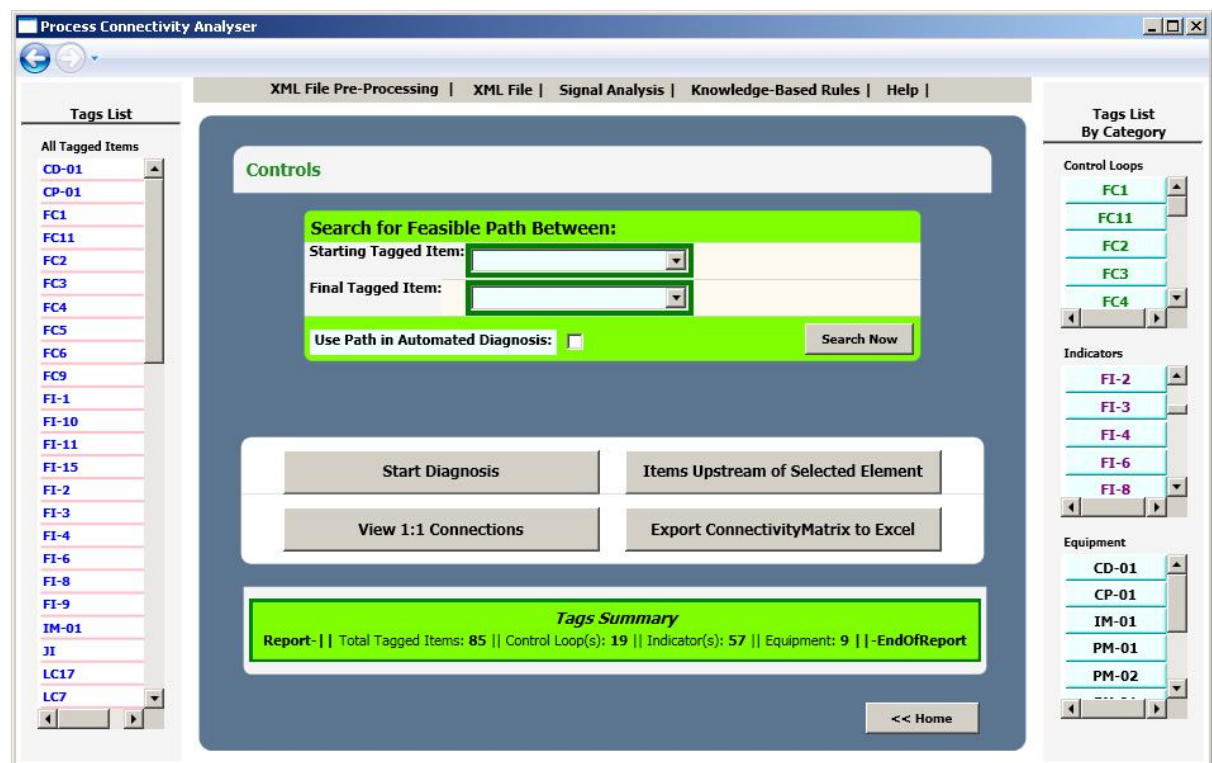 Process Connectivity Analyser
XML File Pre-Processing | XML File | Signal Analysis | Knowledge-Based Rules | Help |
Tags List
All Tagged Items
CD-01
CP-01
FC1
FC11
FC2
FC3
FC4
FC5
FC6
FC9
FI-1
FI-10
FI-11
FI-15
FI-2
FI-3
FI-4
FI-6
FI-8
FI-9
IM-01
JI
LC17
LC7
Controls
Search for Feasible Path Between:
Starting Tagged Item:
Final Tagged Item:
Use Path in Automated Diagnosis:
Search Now
Start Diagnosis
Items Upstream of Selected Element
View 1:1 Connections
Export ConnectivityMatrix to Excel
Tags Summary
Report-|| Total Tagged Items: 85 || Control Loop(s): 19 || Indicator(s): 57 || Equipment: 9 ||-EndOfReport
<< Home
Tags List
By Category
Control Loops
FC1
FC11
FC2
FC3
FC4
Indicators
FI-2
FI-3
FI-4
FI-6
FI-8
Equipment
CD-01
CP-01
IM-01
PM-01
PM-02